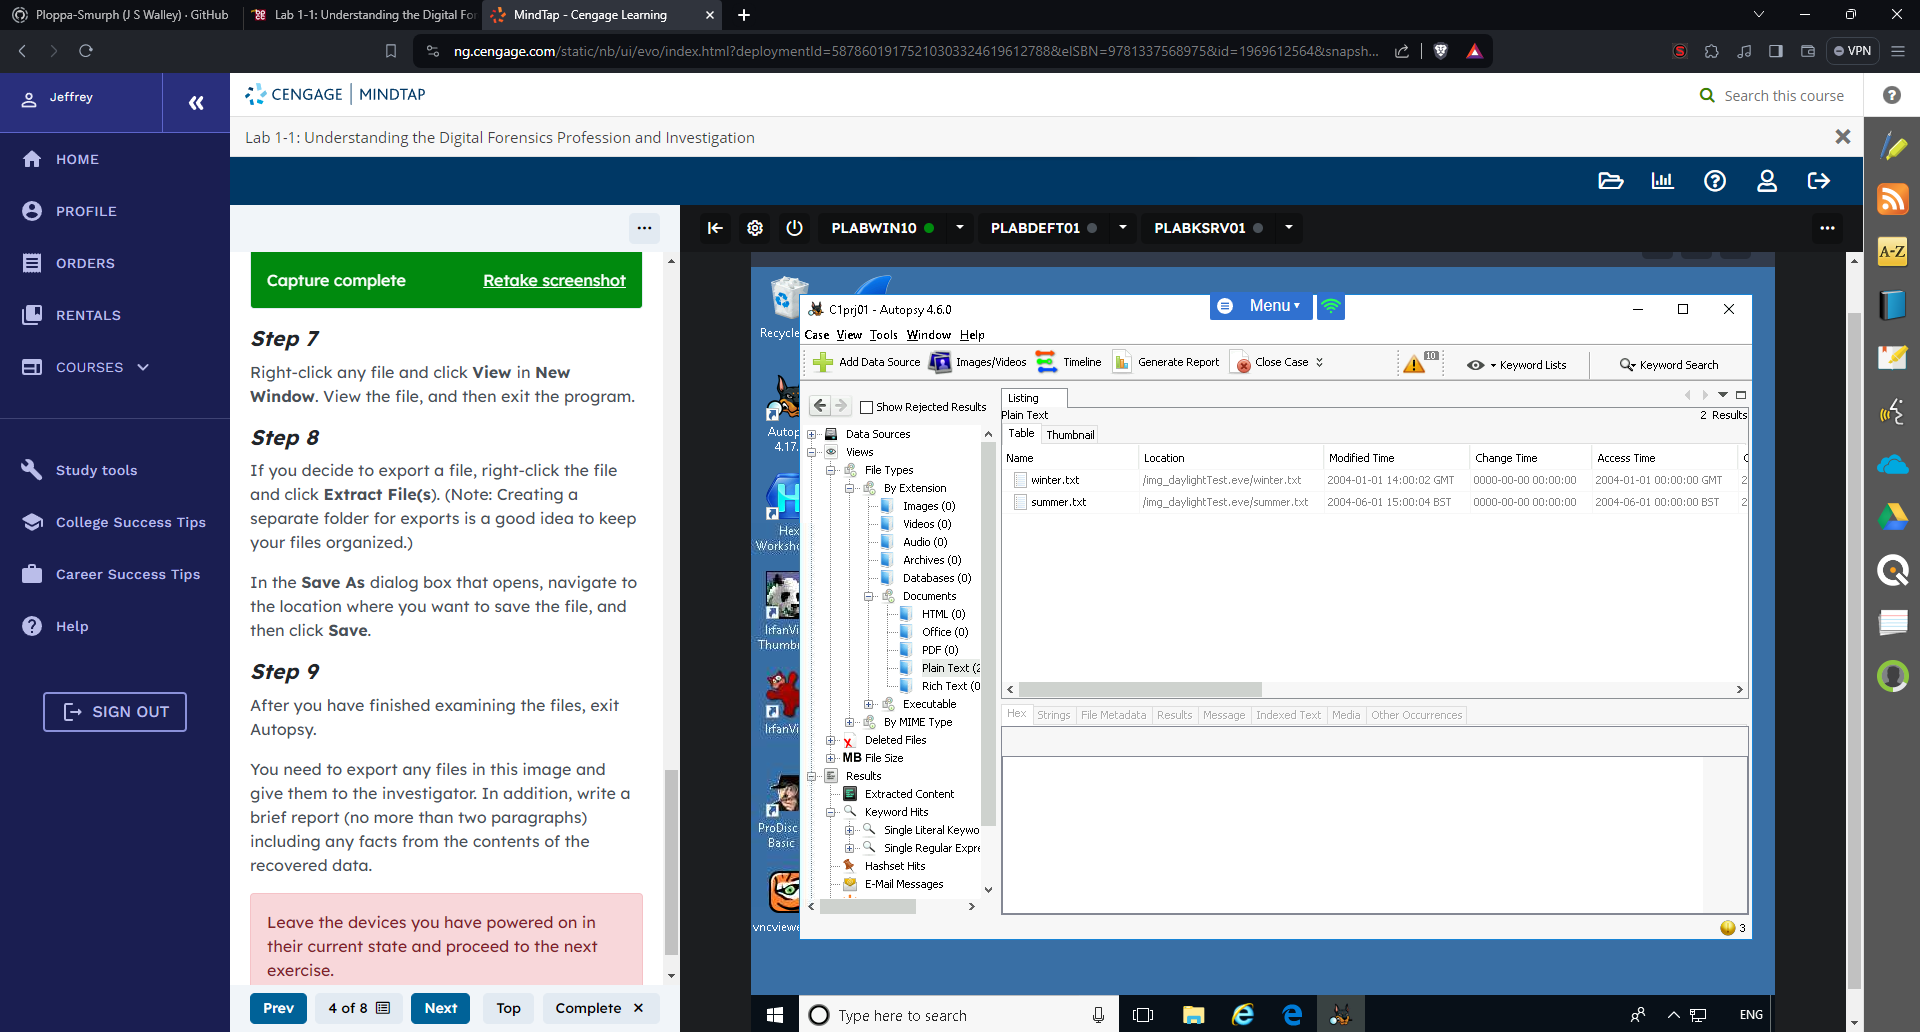 Ploppa-Smurph (J S Walley) · GitHub
Lab 1-1: Understanding the Digital Fo
MindTap - Cengage Learning
ng.cengage.com/static/nb/ui/evo/index.html?deploymentId=5878601917521030332461961278&eISBN=9781337568975&id=1969612564&snapsh...
VPN
Jeffrey
CENGAGE | MINDTAP
Search this course
Lab 1-1: Understanding the Digital Forensics Profession and Investigation
HOME
PROFILE
ORDERS
RENTALS
COURSES
Study tools
College Success Tips
Career Success Tips
Help
SIGN OUT
Capture complete
Retake screenshot
Step 7
Right-click any file and click View in New
Window. View the file, and then exit the program.
Step 8
If you decide to export a file, right-click the file
and click Extract File(s). (Note: Creating a
separate folder for exports is a good idea to keep
your files organized.)
In the Save As dialog box that opens, navigate to
the location where you want to save the file, and
then click Save.
Step 9
After you have finished examining the files, exit
Autopsy.
You need to export any files in this image and
give them to the investigator. In addition, write a
brief report (no more than two paragraphs)
including any facts from the contents of the
recovered data.
Leave the devices you have powered on in
their current state and proceed to the next
exercise.
Prev
4 of 8
Next
Top
Complete
PLABWIN10
PLABDEFT01
PLABKSRV01
Recycle
Autop
4.17.
Hex
Worksho
IrfanVi
Thumbn
IrfanVi
ProDisc
Basic
vncviewe
C1prj01 - Autopsy 4.6.0
Menu
Case View Tools Window Help
Add Data Source
Images/Videos
Timeline
Generate Report
Close Case
10
Keyword Lists
Keyword Search
Show Rejected Results
Data Sources
Views
File Types
By Extension
Images (0)
Videos (0)
Audio (0)
Archives (0)
Databases (0)
Documents
HTML (0)
Office (0)
PDF (0)
Plain Text (2
Rich Text (0
Executable
By MIME Type
Deleted Files
MB File Size
Results
Extracted Content
Keyword Hits
Single Literal Keywo
Single Regular Expre
Hashset Hits
E-Mail Messages
Listing
Plain Text
2 Results
Table Thumbnail
Name Location Modified Time Change Time Access Time C
winter.txt /img_daylightTest.eve/winter.txt 2004-01-01 14:00:02 GMT 0000-00-00 00:00:00 2004-01-01 00:00:00 GMT 2
summer.txt /img_daylightTest.eve/summer.txt 2004-06-01 15:00:04 BST 0000-00-00 00:00:00 2004-06-01 00:00:00 BST 2
Hex Strings File Metadata Results Message Indexed Text Media Other Occurrences
3
Type here to search
ENG
A-Z